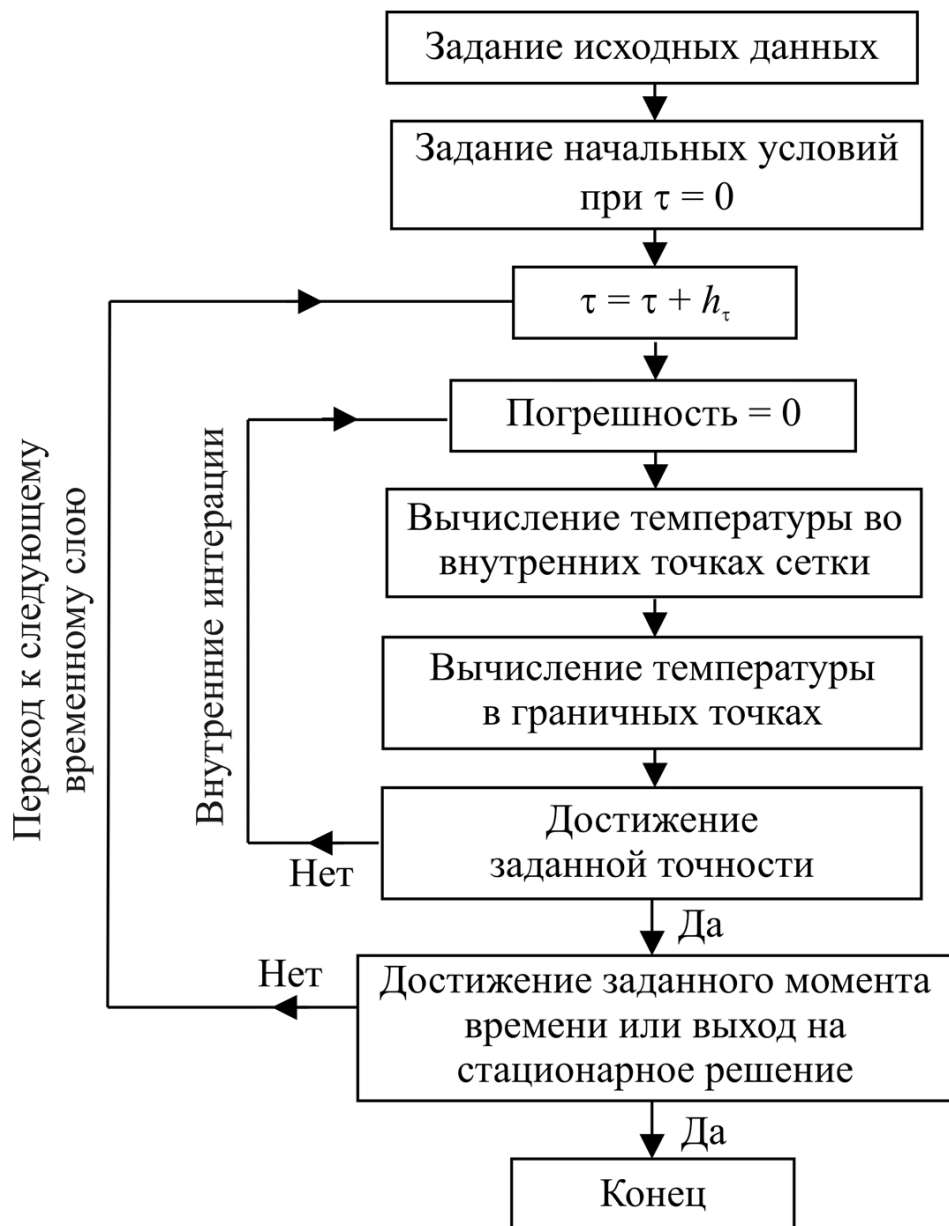 Задание исходных данных
Задание начальных условий
при τ = 0
τ = τ + hτ
Погрешность = 0
Вычисление температуры во
внутренних точках сетки
Вычисление температуры
в граничных точках
Достижение
заданной точности
Нет
Да
Достижение заданного момента
времени или выход на
стационарное решение
Нет
Да
Конец
Внутренние интерации
Переход к следующему
временному слою